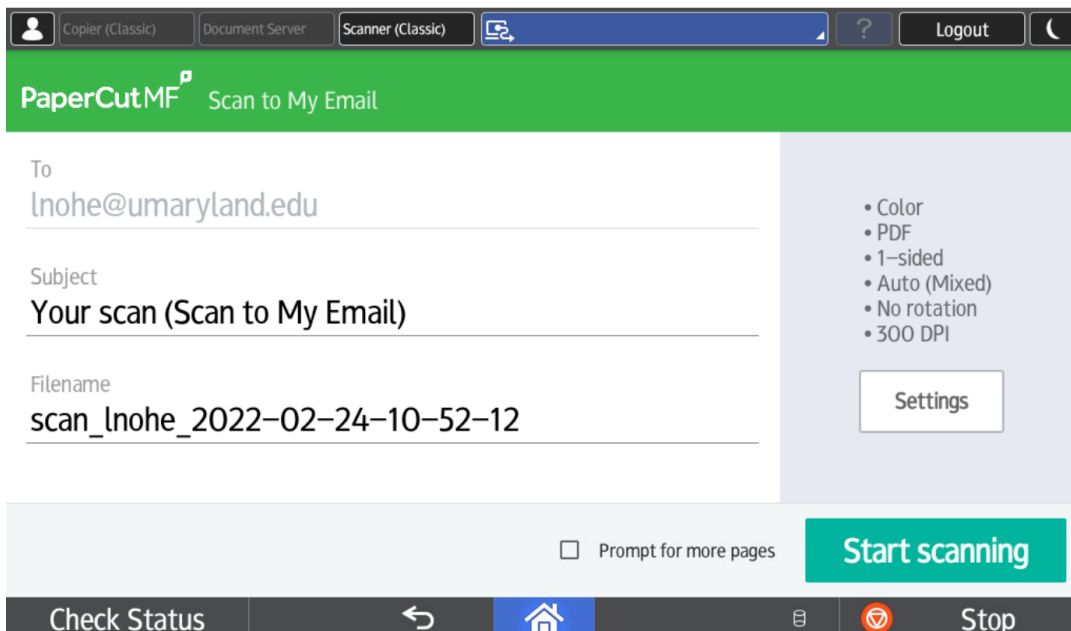 Copier (Classic) Document Server Scanner (Classic) ? Logout
PaperCutMF Scan to My Email
To
lnohe@umaryland.edu
Subject
Your scan (Scan to My Email)
Filename
scan_lnohe_2022-02-24-10-52-12
• Color
• PDF
• 1-sided
• Auto (Mixed)
• No rotation
• 300 DPI
Settings
Prompt for more pages Start scanning
Check Status Stop